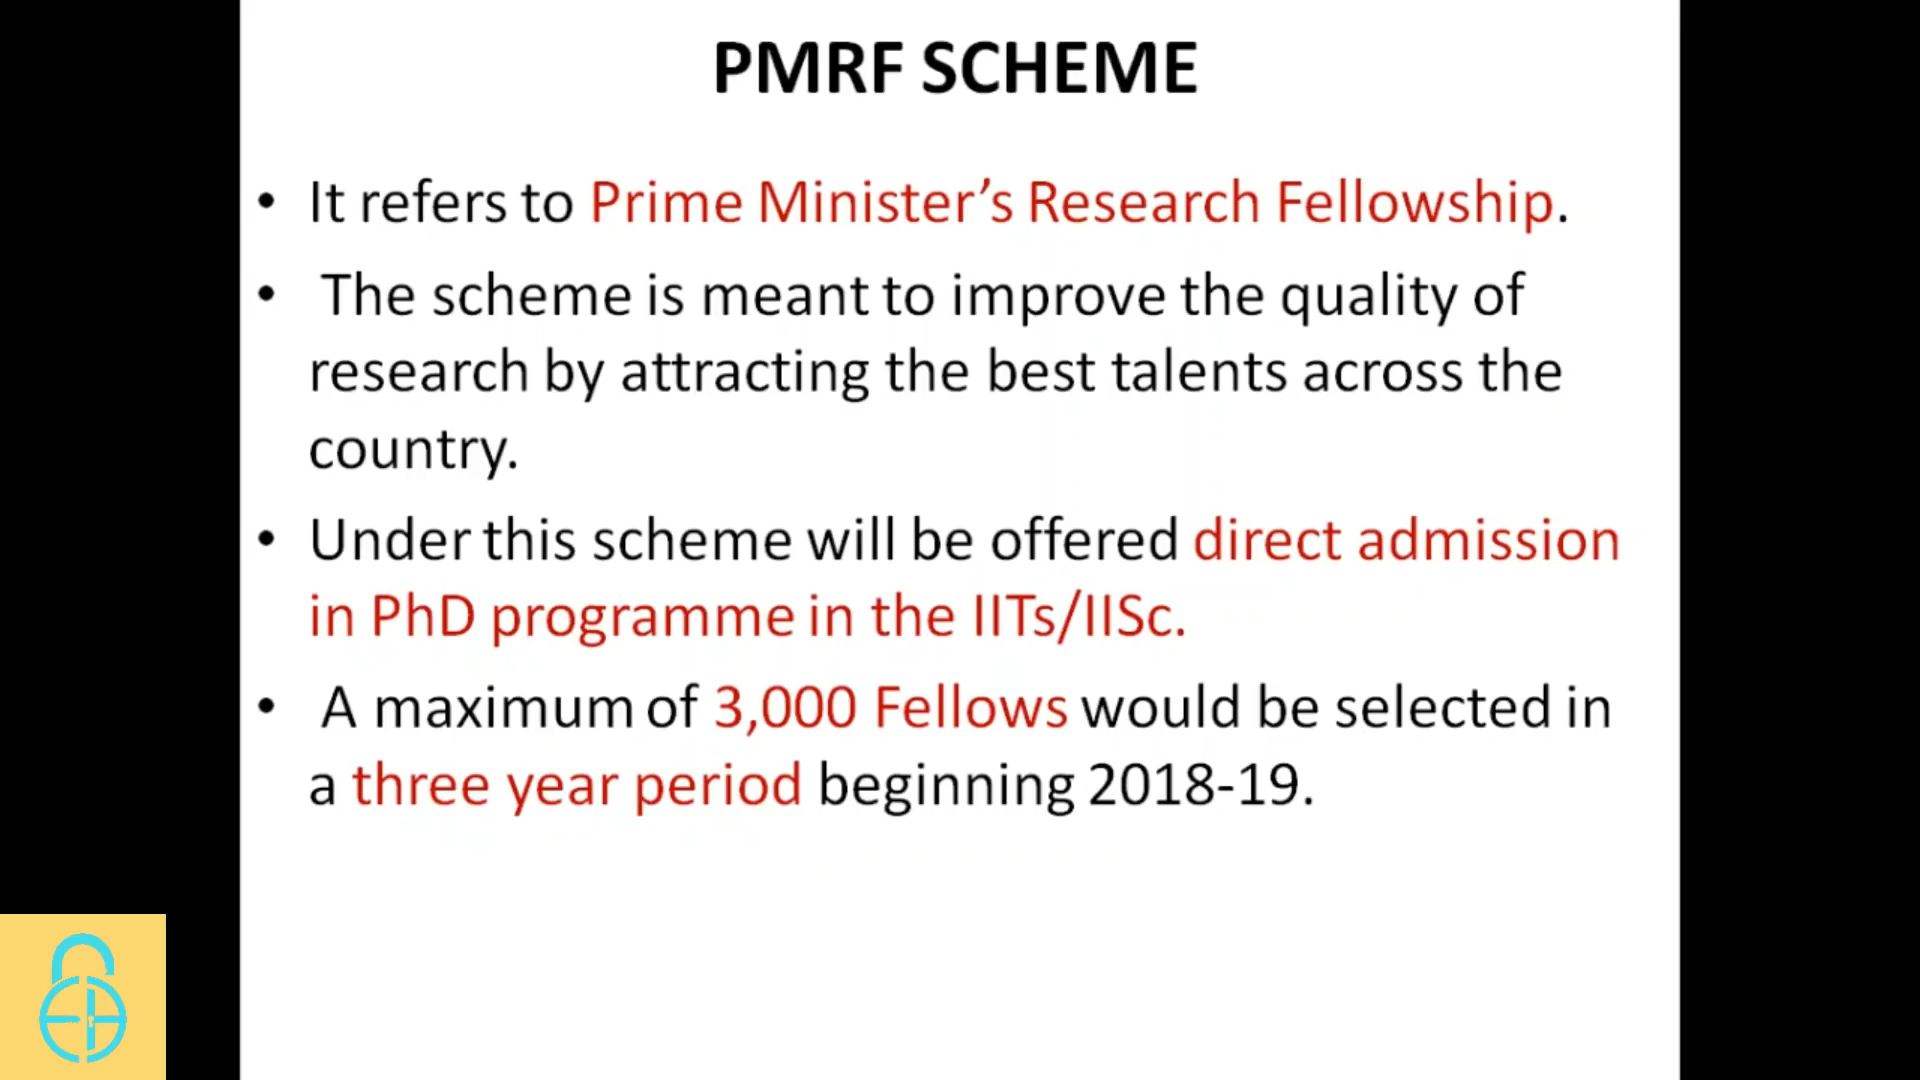 PMRF SCHEME
• It refers to Prime Minister’s Research Fellowship.
• The scheme is meant to improve the quality of
research by attracting the best talents across the
country.
• Under this scheme will be offered direct admission
in PhD programme in the IITs/IISc.
• A maximum of 3,000 Fellows would be selected in
a three year period beginning 2018-19.